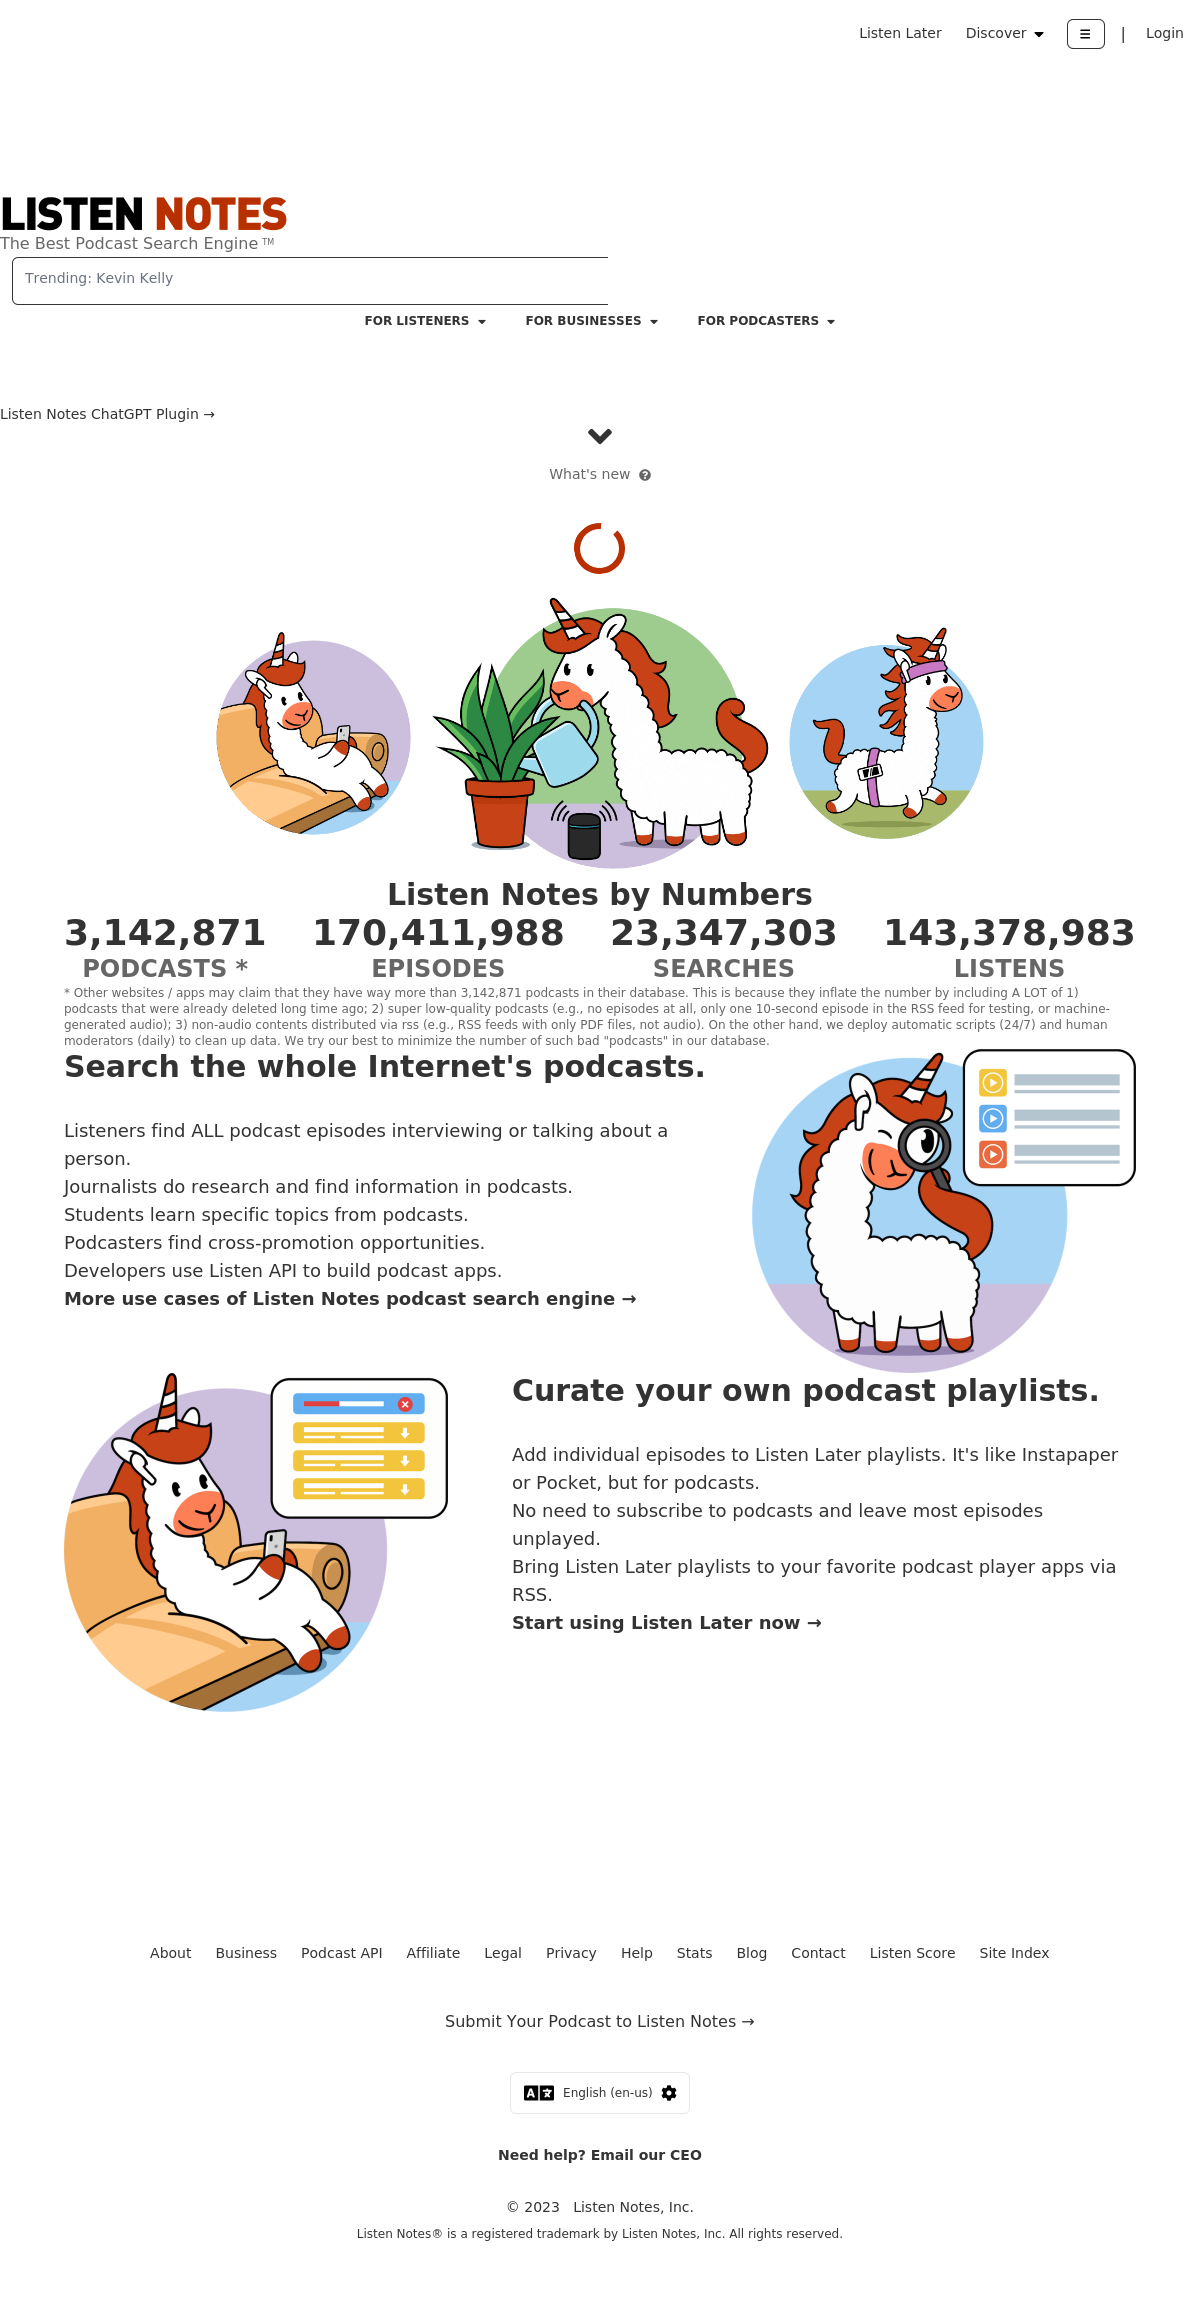 Listen Later Discover | Login
LISTEN NOTES
The Best Podcast Search Engine TM
Trending: Kevin Kelly
FOR LISTENERS FOR BUSINESSES FOR PODCASTERS
Listen Notes ChatGPT Plugin →
What's new
Listen Notes by Numbers
3,142,871 170,411,988 23,347,303 143,378,983
PODCASTS * EPISODES SEARCHES LISTENS
* Other websites / apps may claim that they have way more than 3,142,871 podcasts in their database. This is because they inflate the number by including A LOT of 1)
podcasts that were already deleted long time ago; 2) super low-quality podcasts (e.g., no episodes at all, only one 10-second episode in the RSS feed for testing, or machine-
generated audio); 3) non-audio contents distributed via rss (e.g., RSS feeds with only PDF files, not audio). On the other hand, we deploy automatic scripts (24/7) and human
moderators (daily) to clean up data. We try our best to minimize the number of such bad "podcasts" in our database.
Search the whole Internet's podcasts.
Listeners find ALL podcast episodes interviewing or talking about a
person.
Journalists do research and find information in podcasts.
Students learn specific topics from podcasts.
Podcasters find cross-promotion opportunities.
Developers use Listen API to build podcast apps.
More use cases of Listen Notes podcast search engine →
Curate your own podcast playlists.
Add individual episodes to Listen Later playlists. It's like Instapaper
or Pocket, but for podcasts.
No need to subscribe to podcasts and leave most episodes
unplayed.
Bring Listen Later playlists to your favorite podcast player apps via
RSS.
Start using Listen Later now →
About Business Podcast API Affiliate Legal Privacy Help Stats Blog Contact Listen Score Site Index
Submit Your Podcast to Listen Notes →
English (en-us)
Need help? Email our CEO
© 2023 Listen Notes, Inc.
Listen Notes® is a registered trademark by Listen Notes, Inc. All rights reserved.